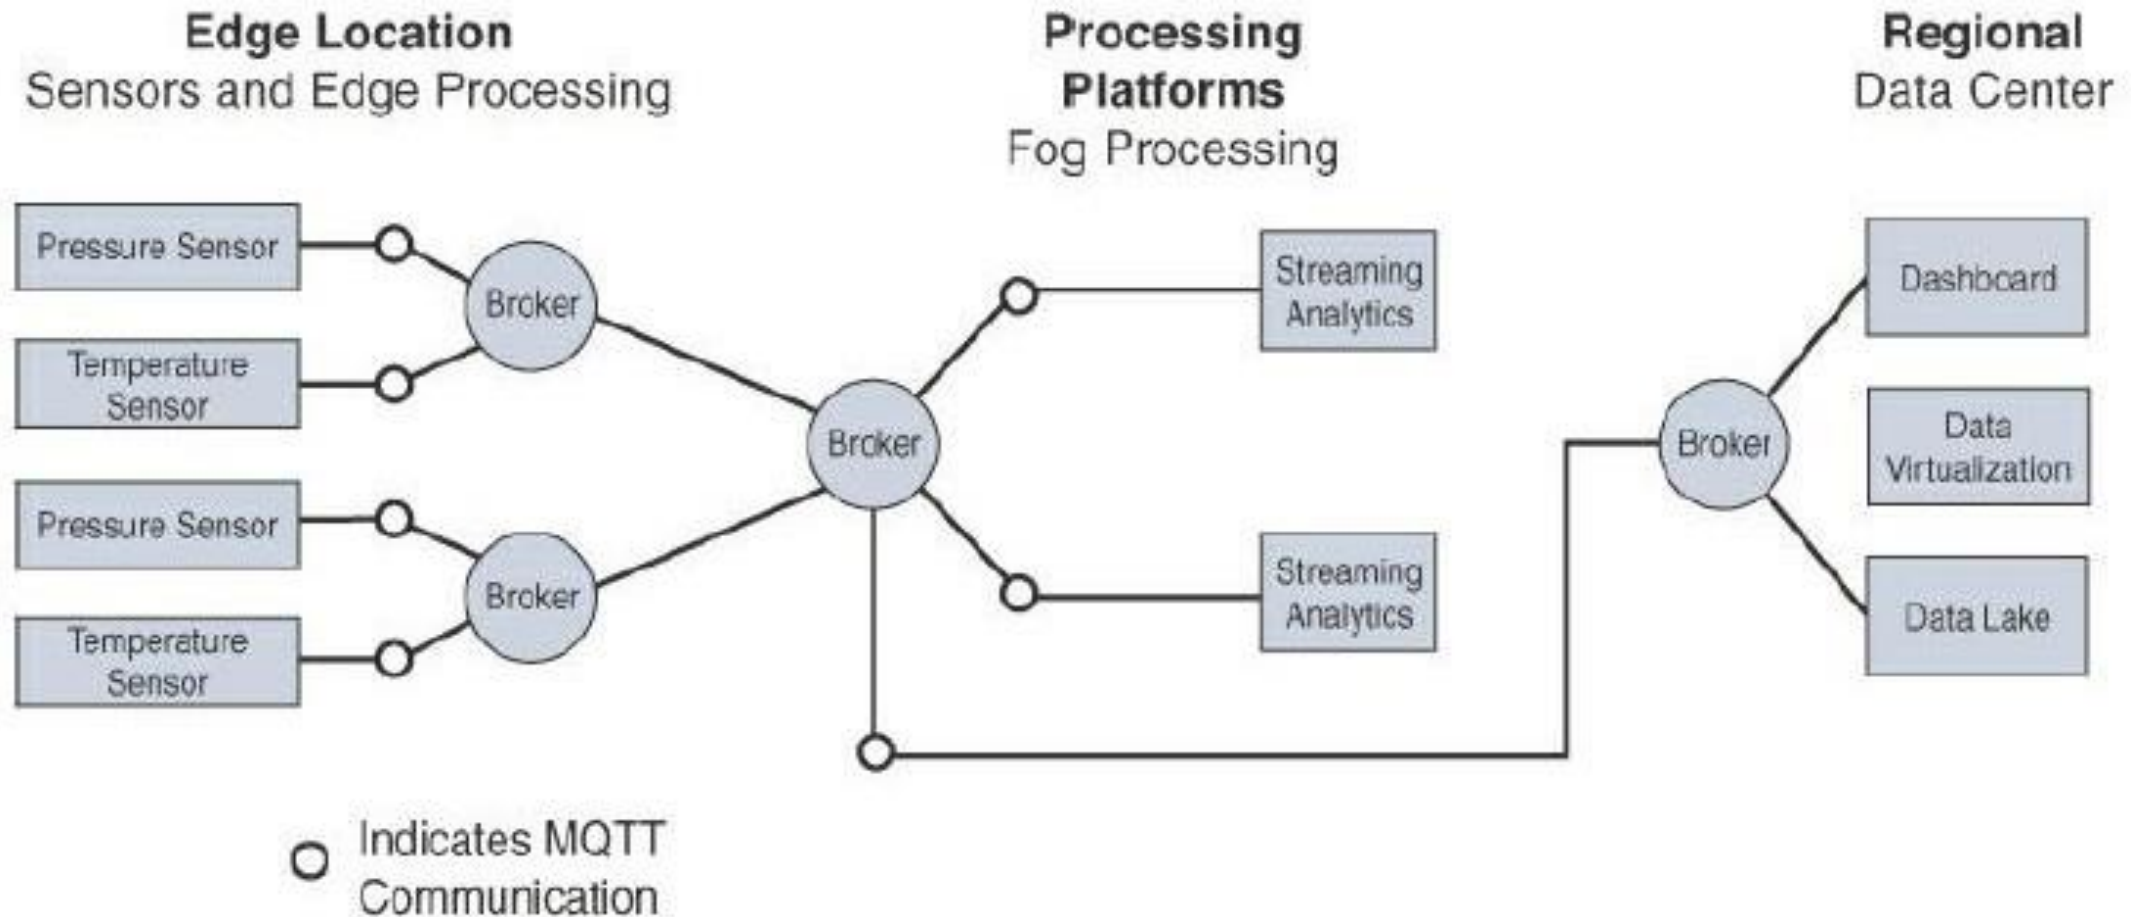 Edge Location
Sensors and Edge Processing
Processing
Platforms
Fog Processing
Regional
Data Center
Pressure Sensor
Temperature
Sensor
Pressure Sensor
Temperature
Sensor
Broker
Broker
Broker
Streaming
Analytics
Streaming
Analytics
Broker
Dashboard
Data
Virtualization
Data Lake
Indicates MQTT
Communication